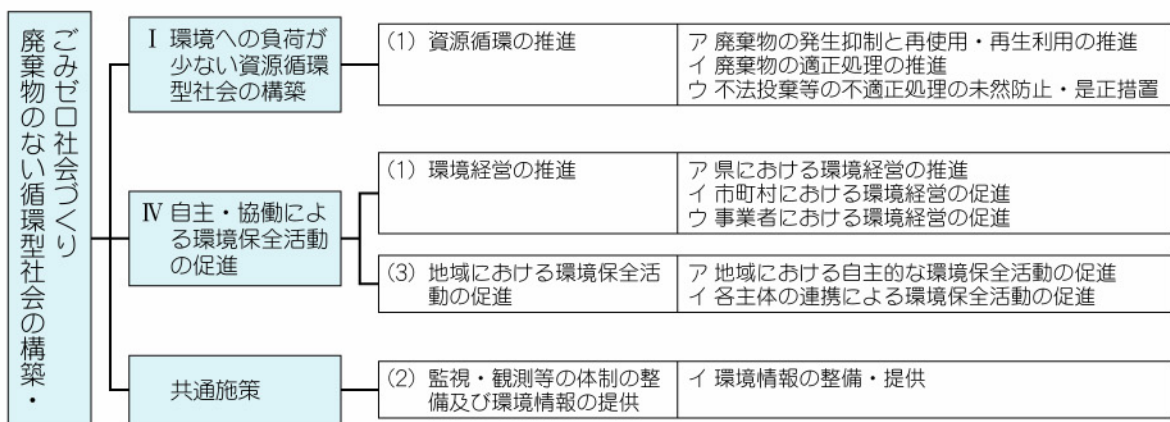 廃棄物のない循環型社会の構築・
ごみゼロ社会づくり
Ⅰ 環境への負荷が
少ない資源循環
型社会の構築
(1) 資源循環の推進
ア 廃棄物の発生抑制と再使用・再生利用の推進
イ 廃棄物の適正処理の推進
ウ 不法投棄等の不適正処理の未然防止・是正措置
Ⅳ 自主・協働によ
る環境保全活動
の促進
(1) 環境経営の推進
ア 県における環境経営の推進
イ 市町村における環境経営の促進
ウ 事業者における環境経営の促進
(3) 地域における環境保全活
動の促進
ア 地域における自主的な環境保全活動の促進
イ 各主体の連携による環境保全活動の促進
共通施策
(2) 監視・観測等の体制の整
備及び環境情報の提供
イ 環境情報の整備・提供